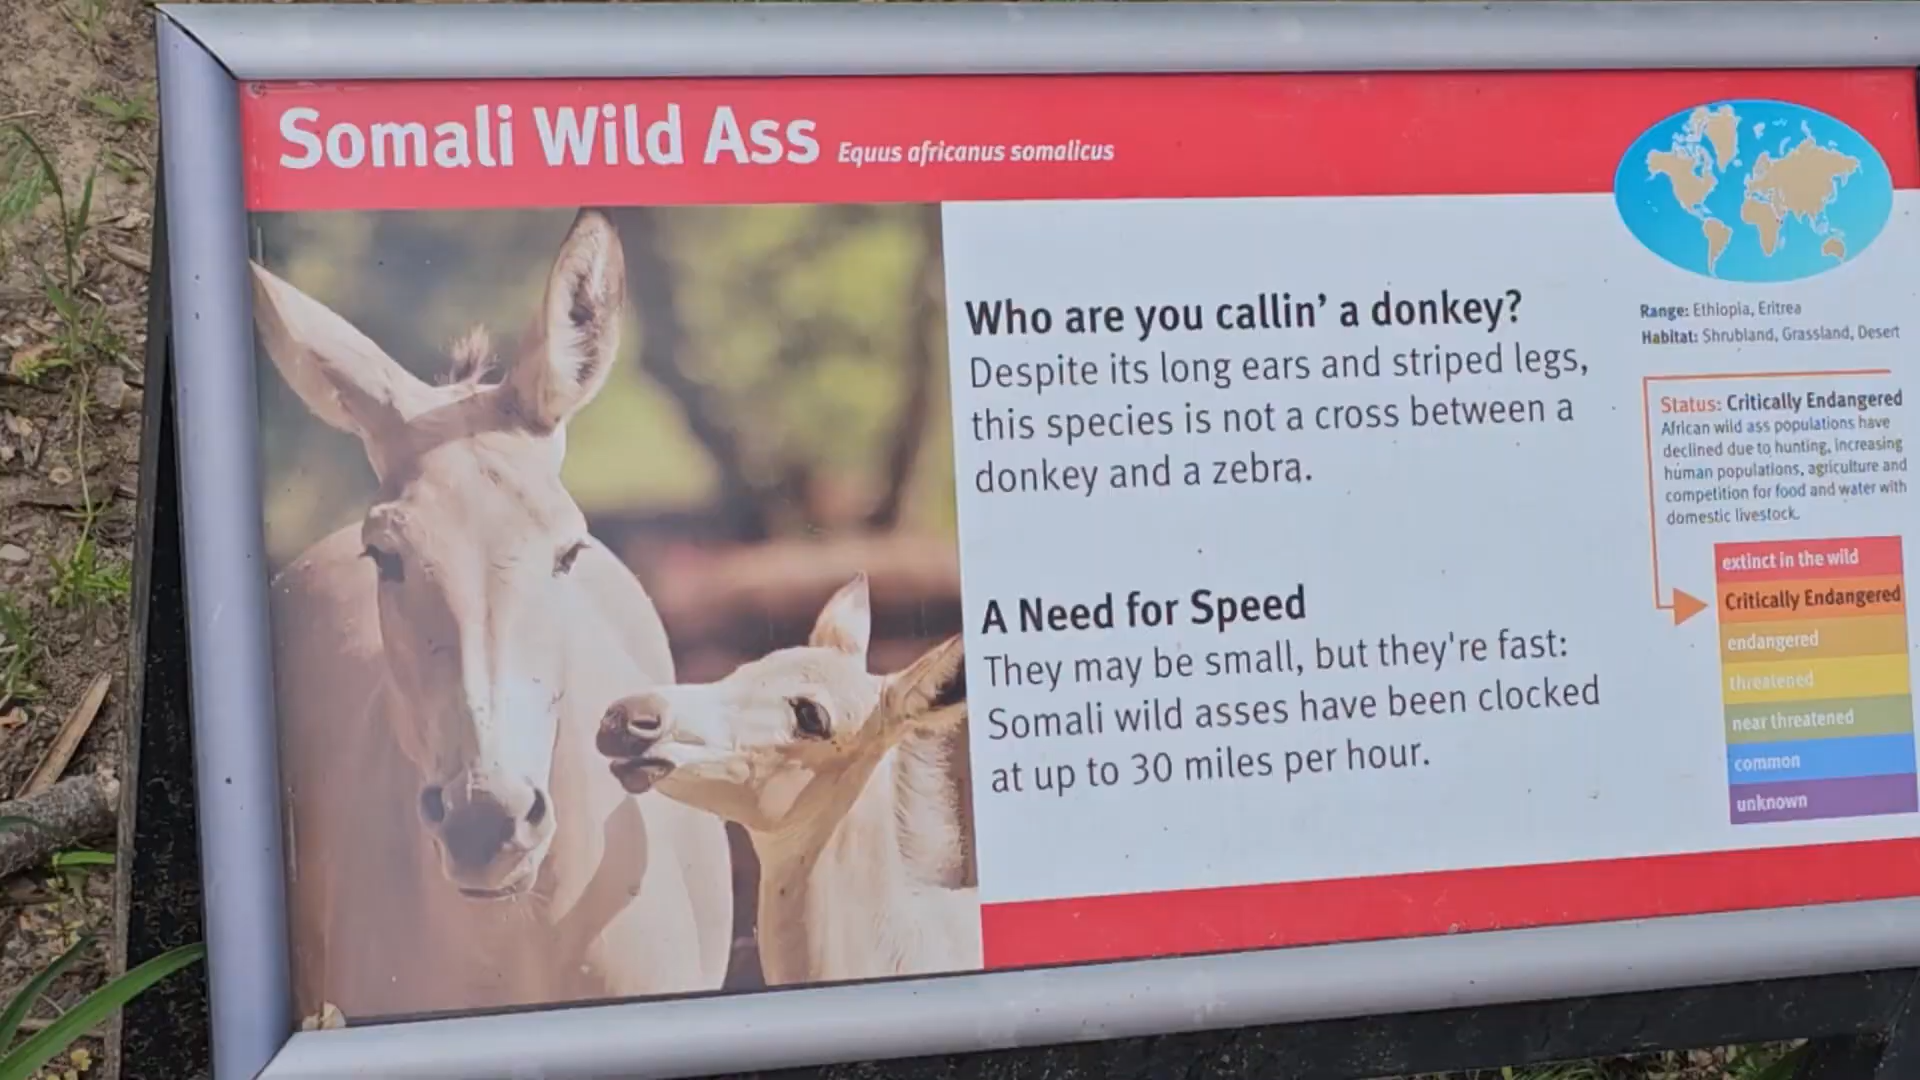 Somali Wild Ass Equus africanus somalicus
Who are you callin' a donkey?
Despite its long ears and striped legs,
this species is not a cross between a
donkey and a zebra.
A Need for Speed
They may be small, but they're fast:
Somali wild asses have been clocked
at up to 30 miles per hour.
Range: Ethiopia, Eritrea
Habitat: Shrubland, Grassland, Desert
Status: Critically Endangered
African wild ass populations have
declined due to hunting, increasing
human populations, agriculture and
competition for food and water with
domestic livestock.
extinct in the wild
Critically Endangered
endangered
threatened
near threatened
common
unknown